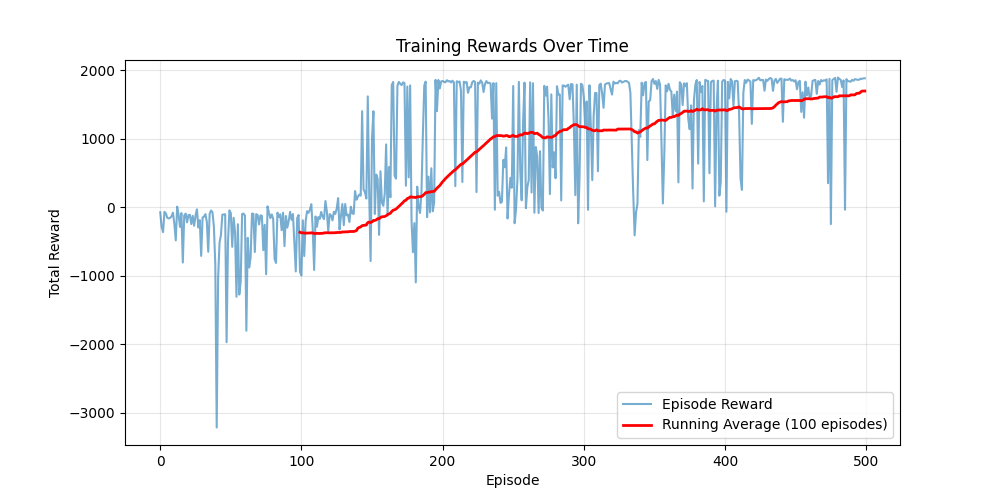 Training Rewards Over Time
Total Reward
2000
1000
0
−1000
−2000
−3000
Episode Reward
Running Average (100 episodes)
0 100 200 300 400 500
Episode